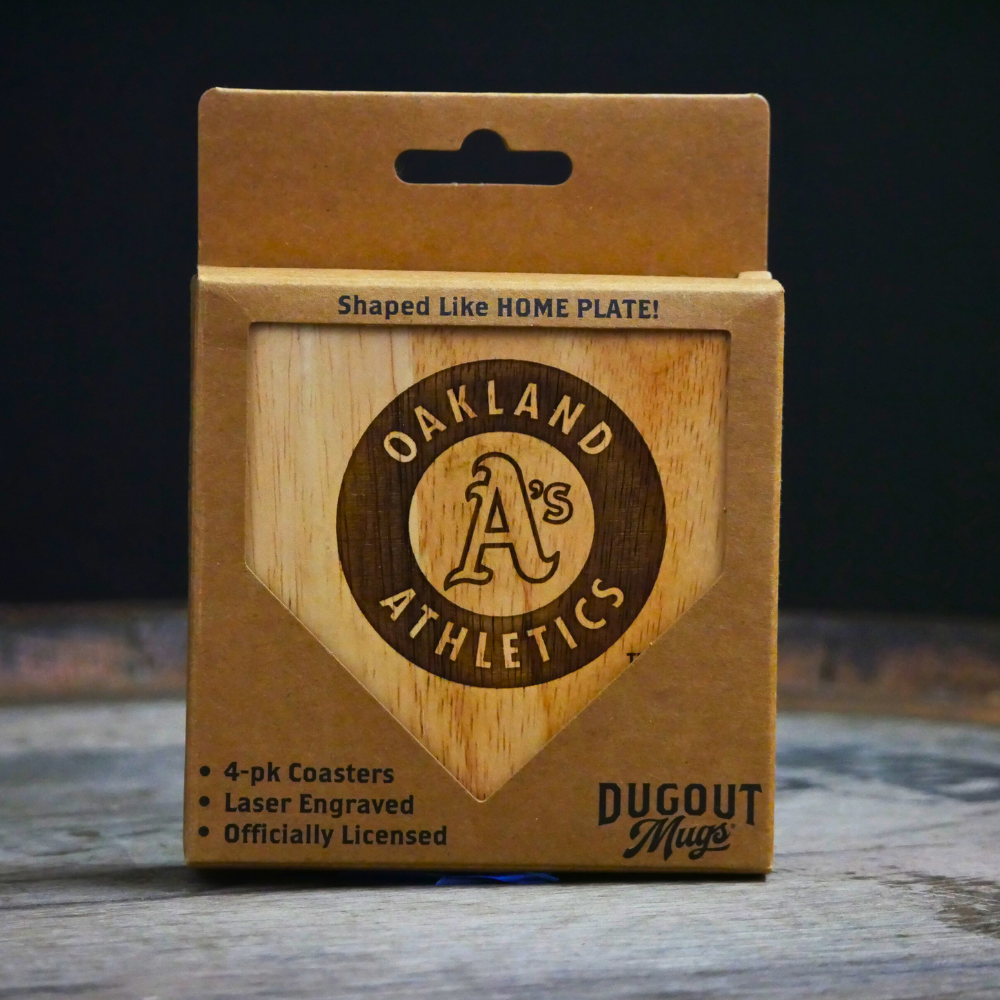 Shaped Like HOME PLATE!
OAKLAND
A's
ATHLETICS
• 4-pk Coasters
• Laser Engraved
• Officially Licensed
DUGOUT
Mugs®